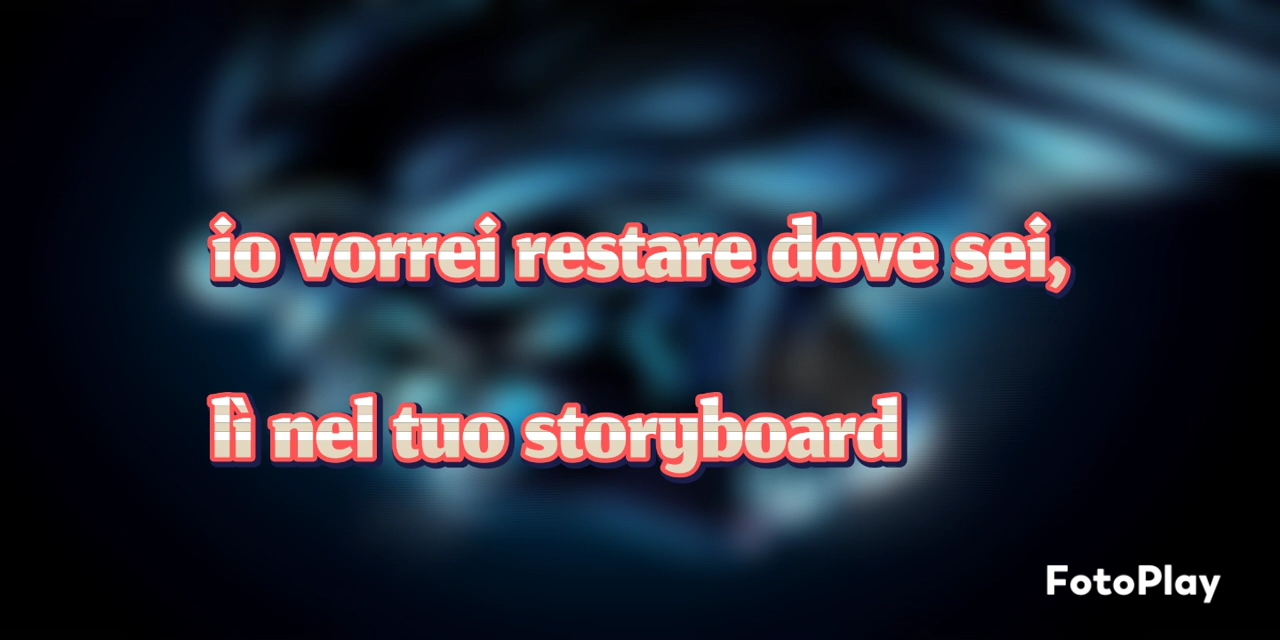 io vorrei restare dove sei,
lì nel tuo storyboard
FotoPlay